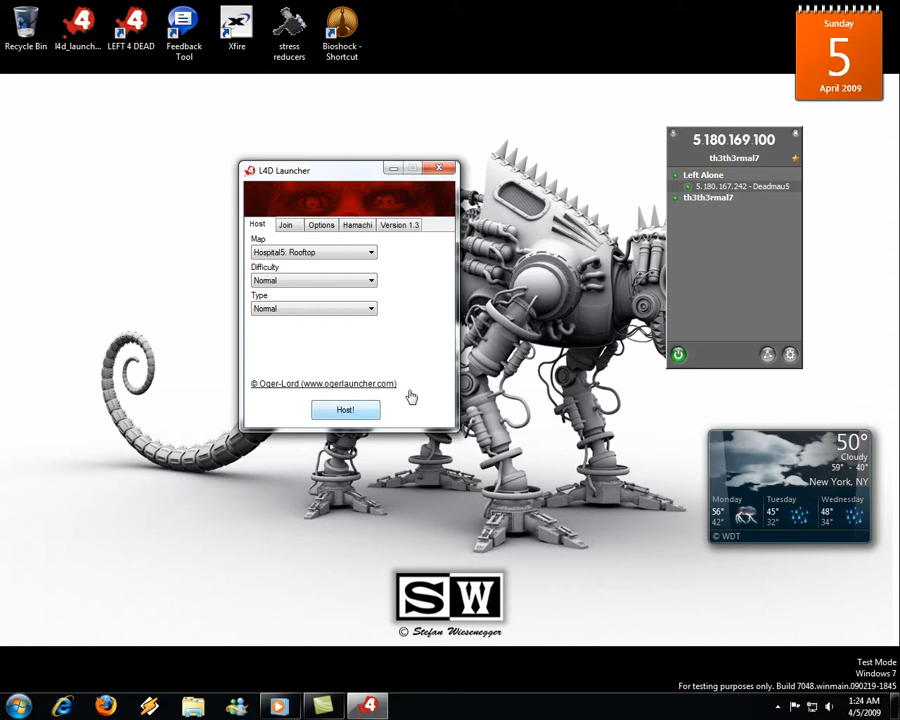 Recycle Bin
l4d_launch...
LEFT 4 DEAD
Feedback
Tool
Xfire
stress
reducers
Bioshock -
Shortcut
Sunday
5
April 2009
5.180.169.100
th3th3rmal7
Left Alone
5.180.167.242 - Deadmau5
th3th3rmal7
L4D Launcher
Host
Join
Options
Hamachi
Version 1.3
Map
Hospital5: Rooftop
Difficulty
Normal
Type
Normal
© Oger-Lord (www.ogerlauncher.com)
Host!
50°
Cloudy
59° - 40°
New York, NY
Monday
Tuesday
Wednesday
56°
42°
45°
32°
48°
34°
© WDT
SW
© Stefan Wiesenegger
Test Mode
Windows 7
For testing purposes only. Build 7048.winmain.090219-1845
1:24 AM
4/5/2009